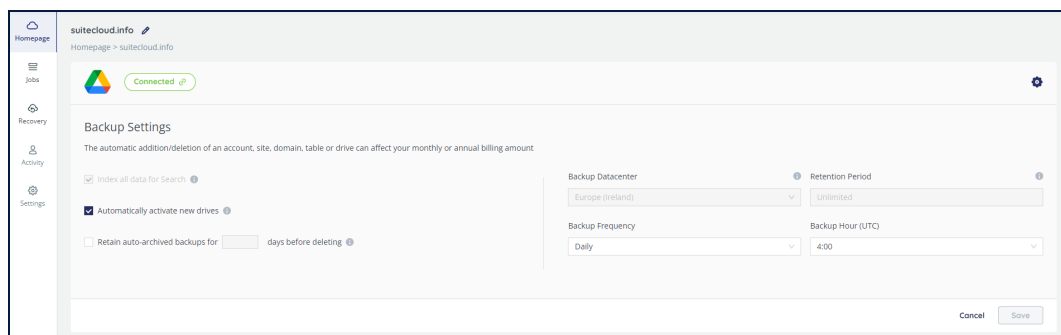 Homepage
Jobs
Recovery
Activity
Settings
suitecloud.info
Homepage > suitecloud.info
Connected
Backup Settings
The automatic addition/deletion of an account, site, domain, table or drive can affect your monthly or annual billing amount
Index all data for Search
Automatically activate new drives
Retain auto-archived backups for days before deleting
Backup Datacenter
Retention Period
Europe (Ireland)
Unlimited
Backup Frequency
Backup Hour (UTC)
Daily
4:00
Cancel
Save